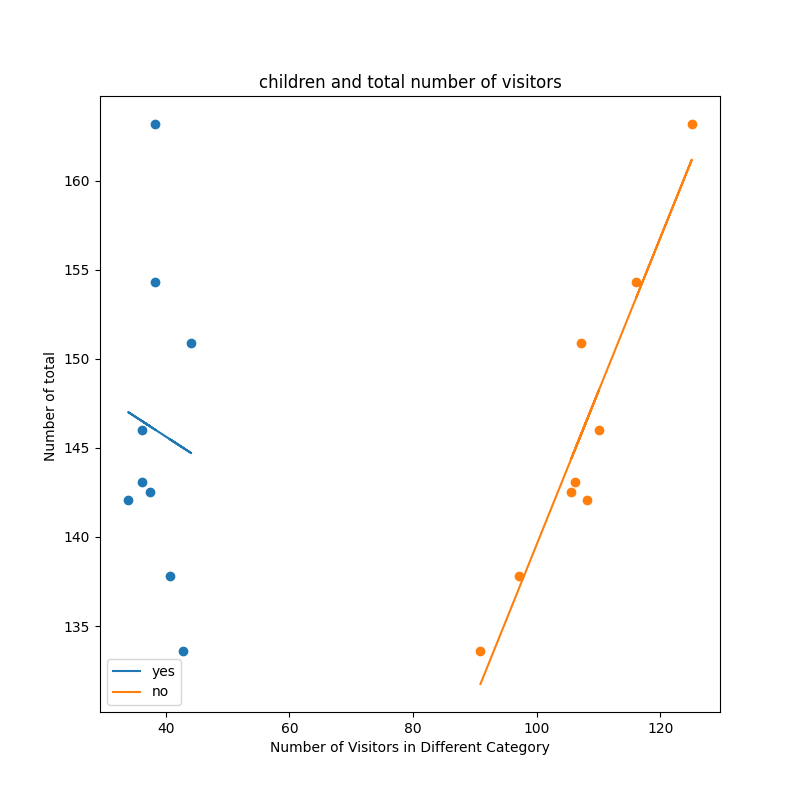 children and total number of visitors
160
155
150
145
140
135
Number of total
yes
no
40 60 80 100 120
Number of Visitors in Different Category